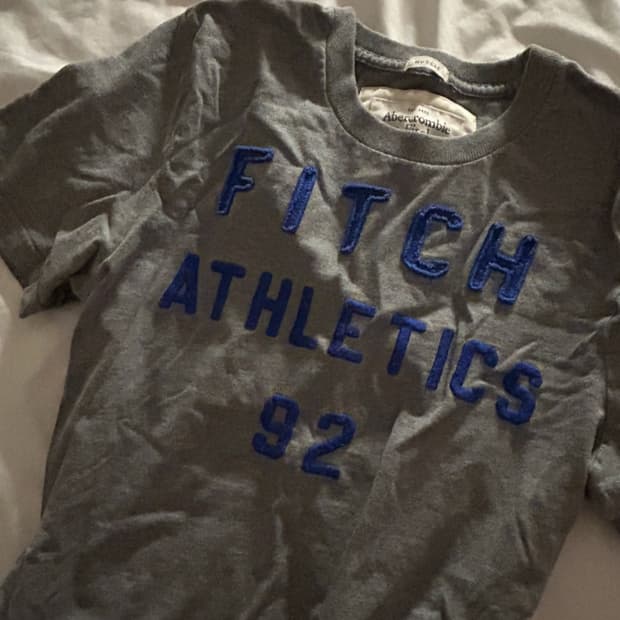 Abercrombie
FITCH
ATHLETICS
92